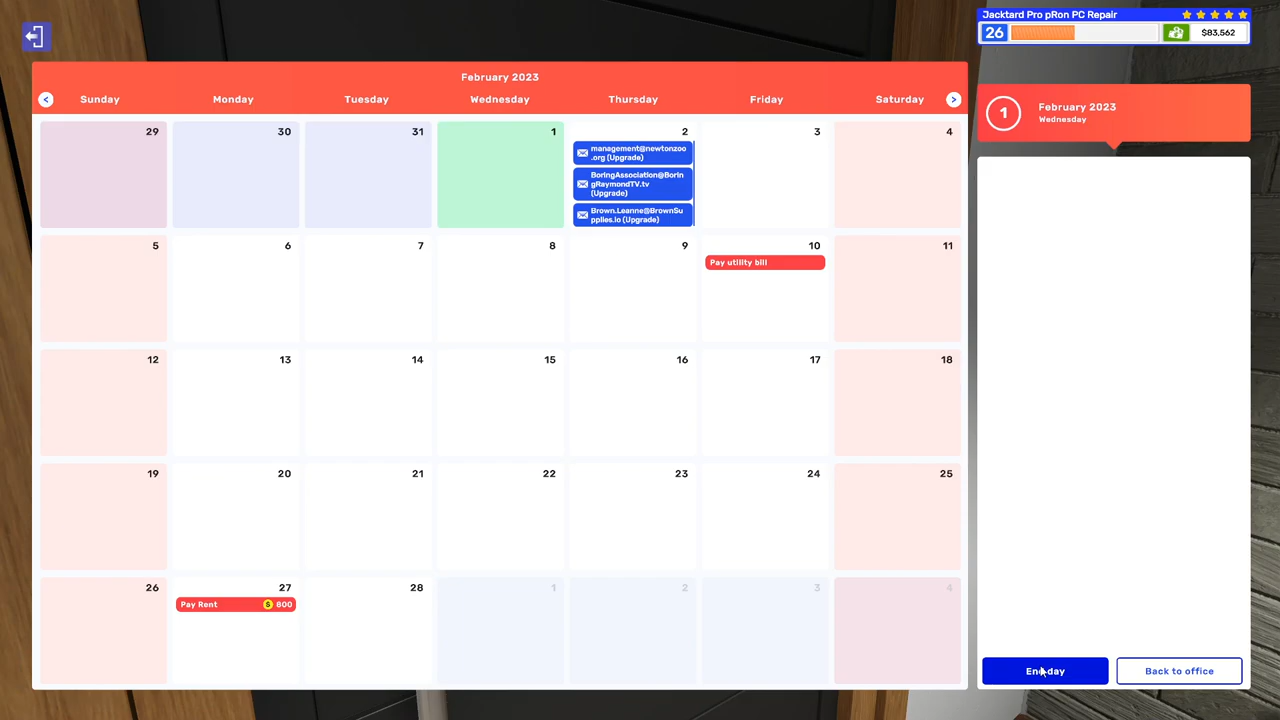 Jacktard Pro pRon PC Repair
26
$83,562
February 2023
< Sunday Monday Tuesday Wednesday Thursday Friday Saturday >
29 30 31 1 2 3 4
management@newtonzoo
.org (Upgrade)
BoringAssociation@Borin
gRaymondTV.tv
(Upgrade)
Brown.Leanne@BrownSu
pplies.io (Upgrade)
5 6 7 8 9 10 11
Pay utility bill
12 13 14 15 16 17 18
19 20 21 22 23 24 25
26 27 28 1 2 3 4
Pay Rent $ 800
1
February 2023
Wednesday
End day
Back to office